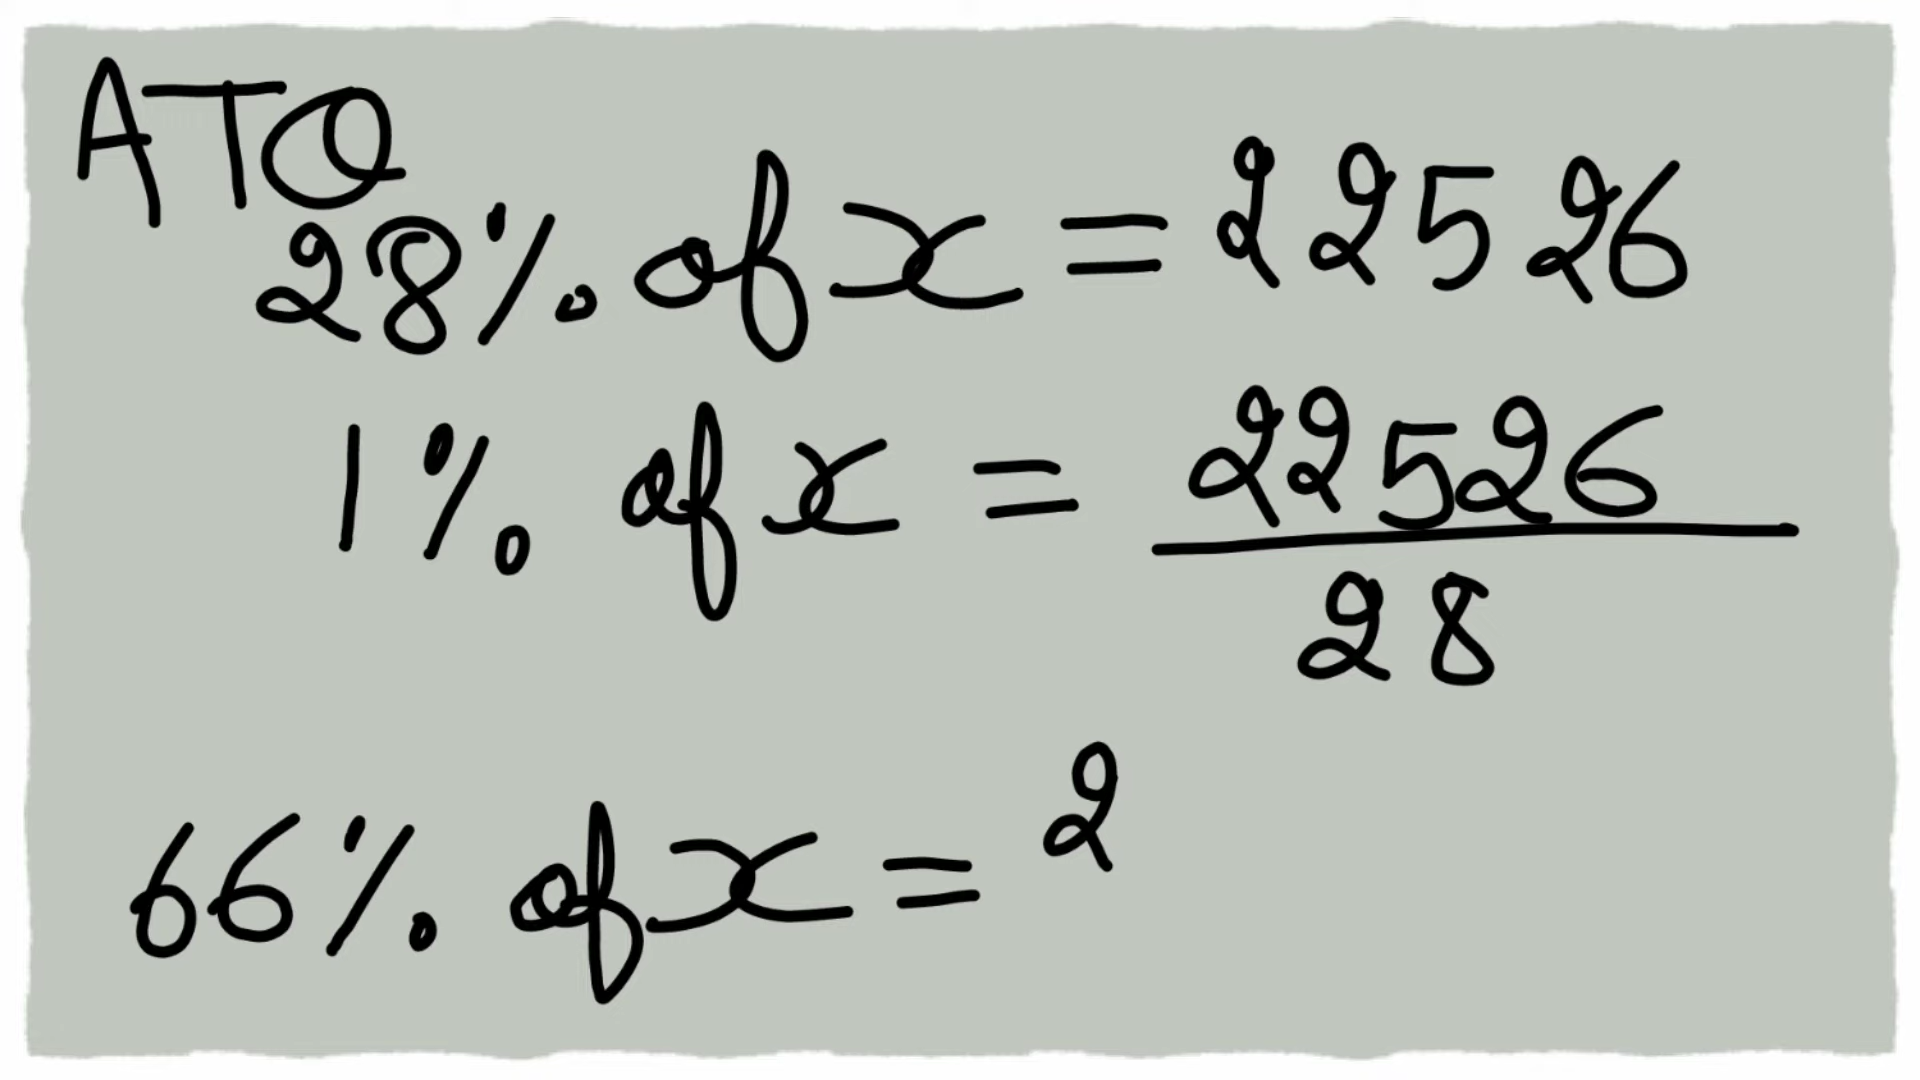 ATQ
28% of x = 22526
1% of x = 22526
28
66% of x = 2